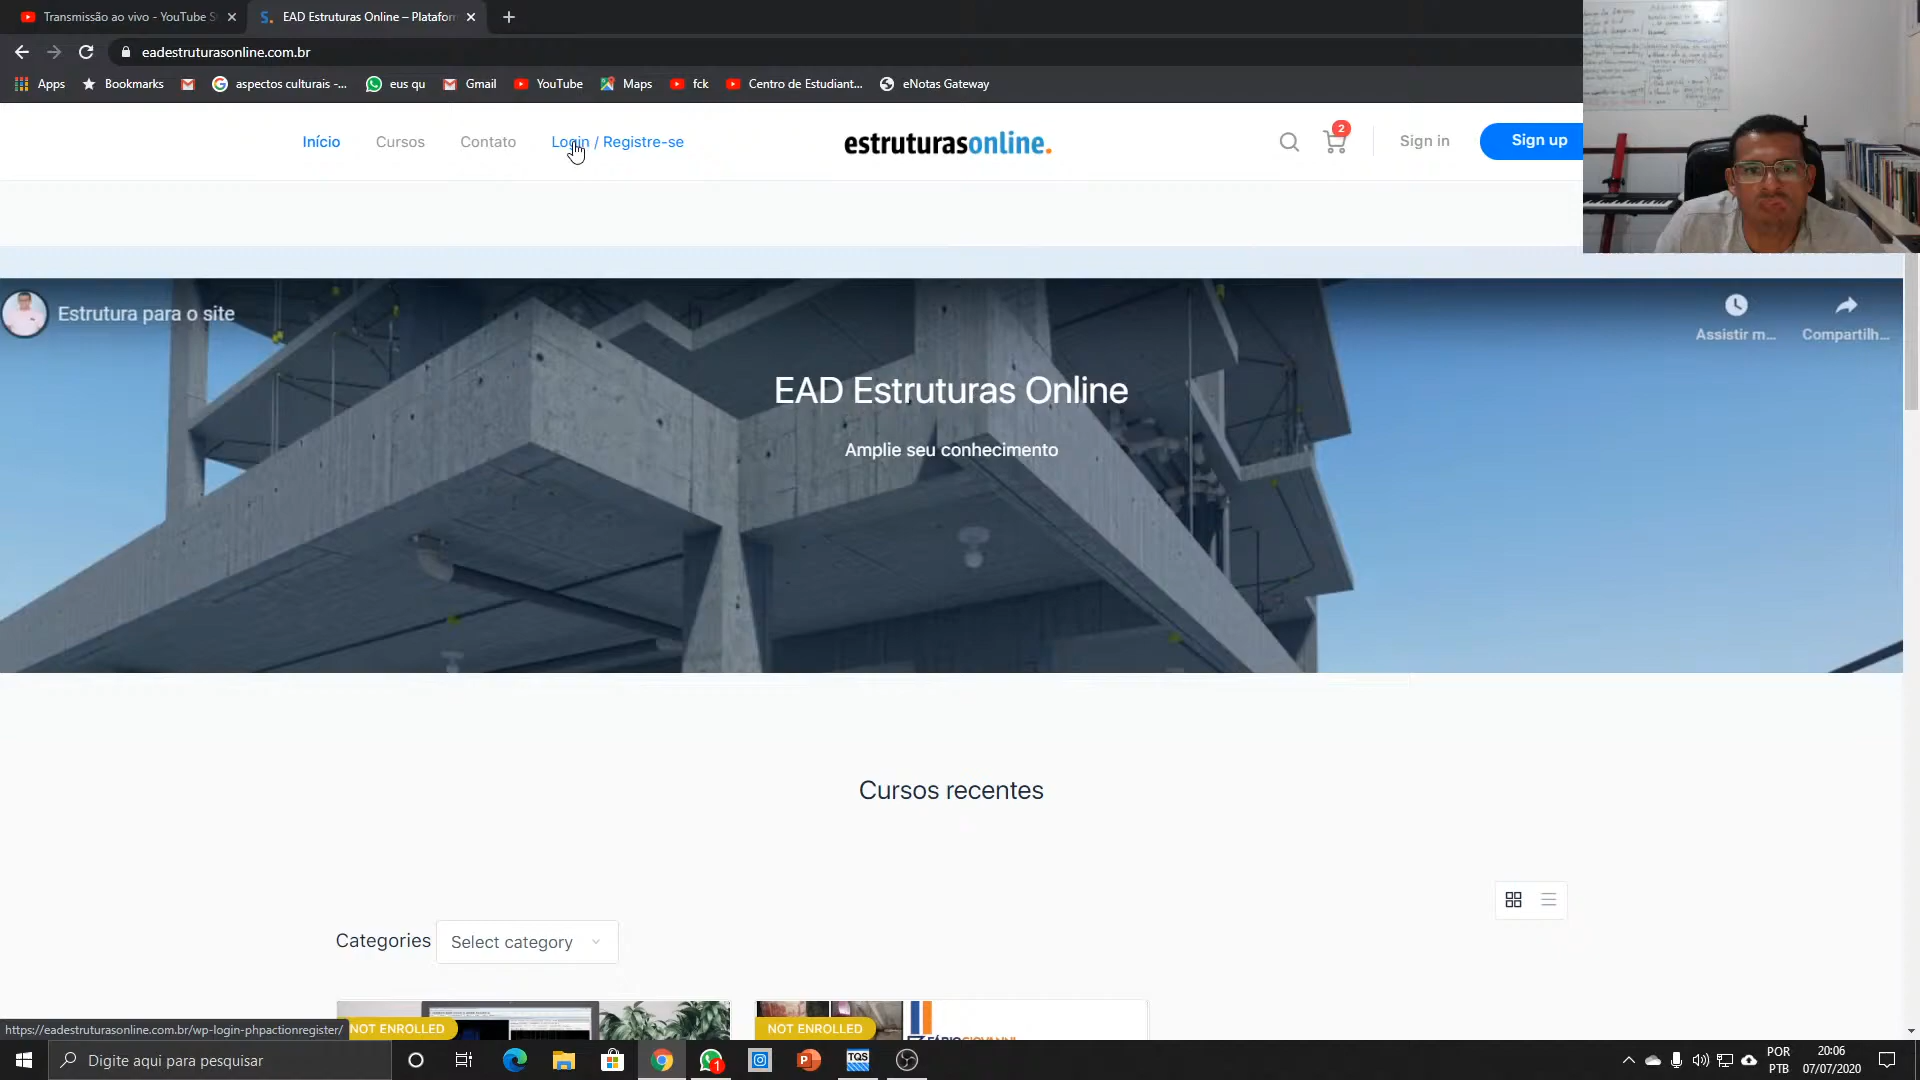 Transmissão ao vivo - YouTube S
EAD Estruturas Online – Platafor
eadestruturasonline.com.br
Apps
Bookmarks
aspectos culturais -...
eus qu
Gmail
YouTube
Maps
fck
Centro de Estudiant...
eNotas Gateway
Início
Cursos
Contato
Login / Registre-se
estruturasonline.
2
Sign in
Sign up
Estrutura para o site
Assistir m...
Compartilh...
EAD Estruturas Online
Amplie seu conhecimento
Cursos recentes
Categories
Select category
NOT ENROLLED
NOT ENROLLED
https://eadestruturasonline.com.br/wp-login-phpactionregister/
Digite aqui para pesquisar
1
TQS
POR
PTB
20:06
07/07/2020